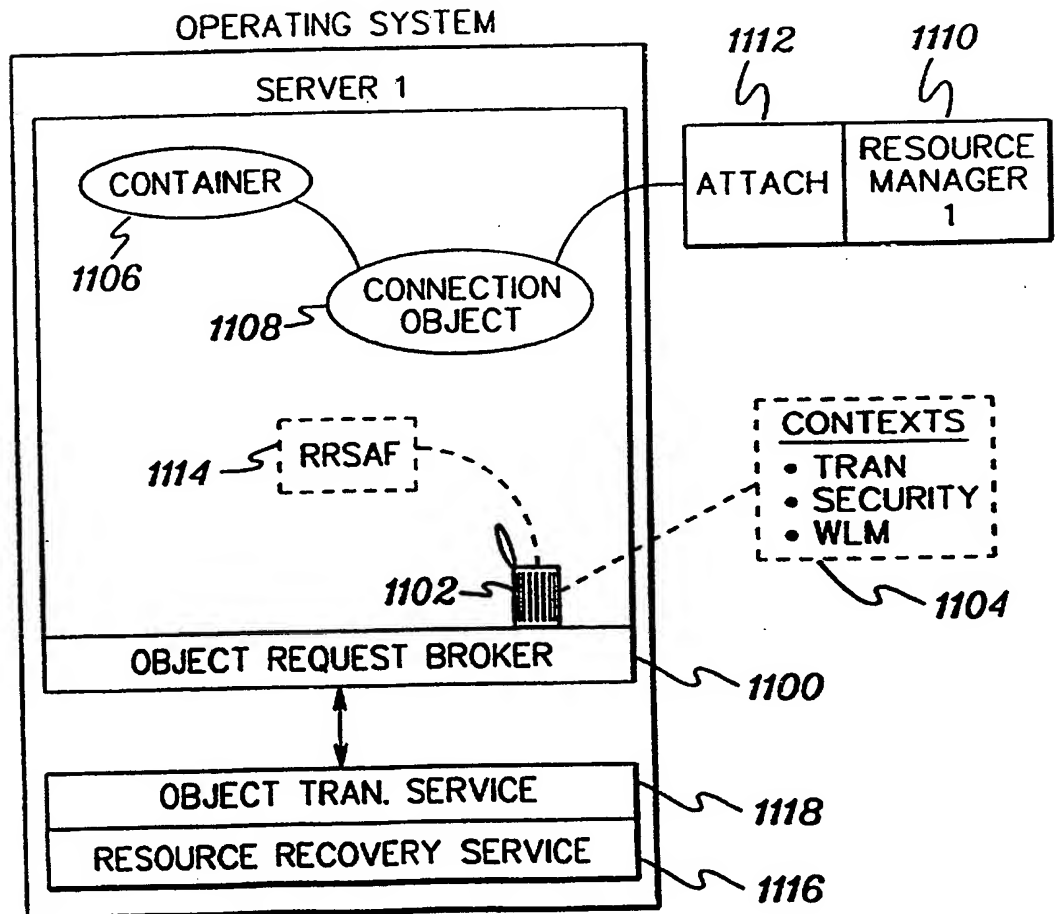 OPERATING SYSTEM
SERVER 1
1112
1110
CONTAINER
1106
ATTACH
RESOURCE
MANAGER
1
CONNECTION
OBJECT
1108
RRSAF
1114
CONTEXTS
• TRAN
• SECURITY
• WLM
1104
1102
OBJECT REQUEST BROKER
1100
OBJECT TRAN. SERVICE
1118
RESOURCE RECOVERY SERVICE
1116